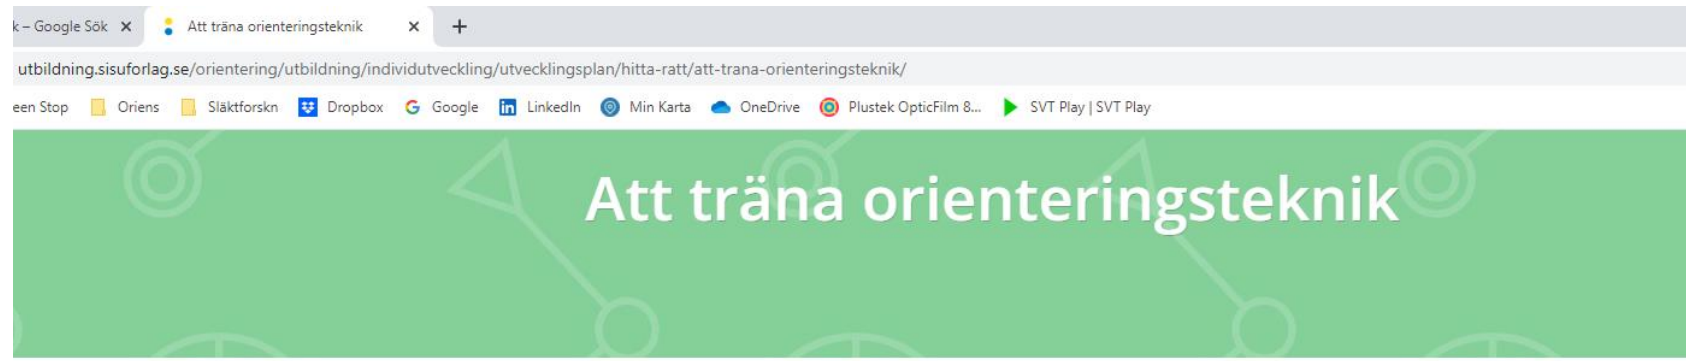 k – Google Sök Att träna orienteringsteknik
utbildning.sisuforlag.se/orientering/utbildning/individutveckling/utvecklingsplan/hitta-ratt/att-trana-orienteringsteknik/
een Stop Oriens Släktforskn Dropbox Google LinkedIn Min Karta OneDrive Plustek OpticFilm 8... SVT Play | SVT Play
Att träna orienteringsteknik